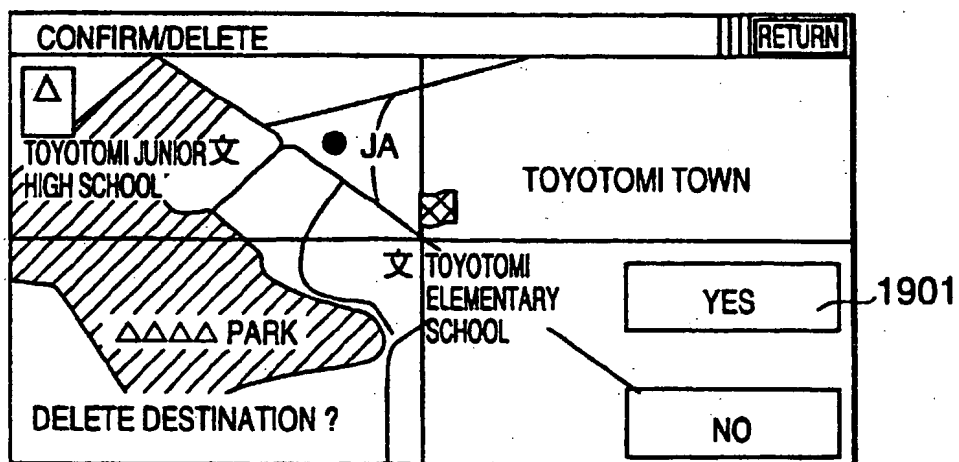 CONFIRM/DELETE
RETURN
TOYOTOMI JUNIOR 文
HIGH SCHOOL
JA
TOYOTOMI TOWN
文 TOYOTOMI
ELEMENTARY
SCHOOL
YES
1901
△△△△ PARK
DELETE DESTINATION ?
NO